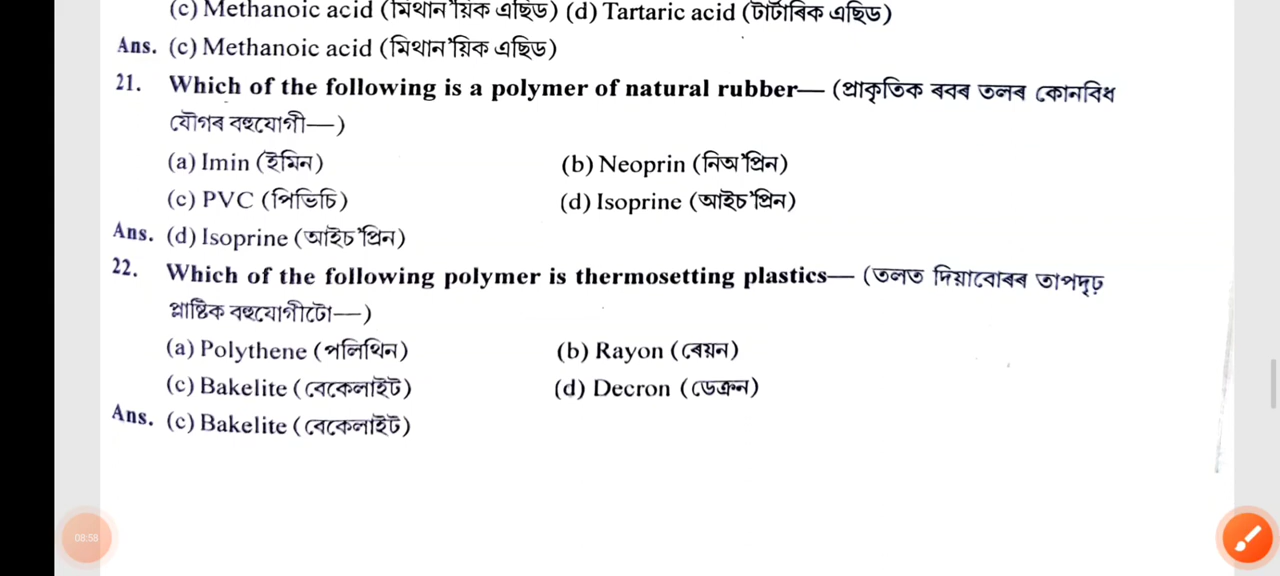 (c) Methanoic acid (মিথান'য়িক এছিড) (d) Tartaric acid (টাৰ্টাৰিক এছিড)
Ans. (c) Methanoic acid (মিথান'য়িক এছিড)
21. Which of the following is a polymer of natural rubber— (প্ৰাকৃতিক ৰবৰ তলৰ কোনবিধ
যৌগৰ বহুযোগী—)
(a) Imin (ইমিন) (b) Neoprin (নিঅ'প্ৰিন)
(c) PVC (পিভিচি) (d) Isoprine (আইচ'প্ৰিন)
Ans. (d) Isoprine (আইচ'প্ৰিন)
22. Which of the following polymer is thermosetting plastics— (তলত দিয়াবোৰৰ তাপদৃঢ়
প্লাষ্টিক বহুযোগীটো—)
(a) Polythene (পলিথিন) (b) Rayon (ৰেয়ন)
(c) Bakelite (বেকেলাইট) (d) Decron (ডেক্ৰন)
Ans. (c) Bakelite (বেকেলাইট)
08:58